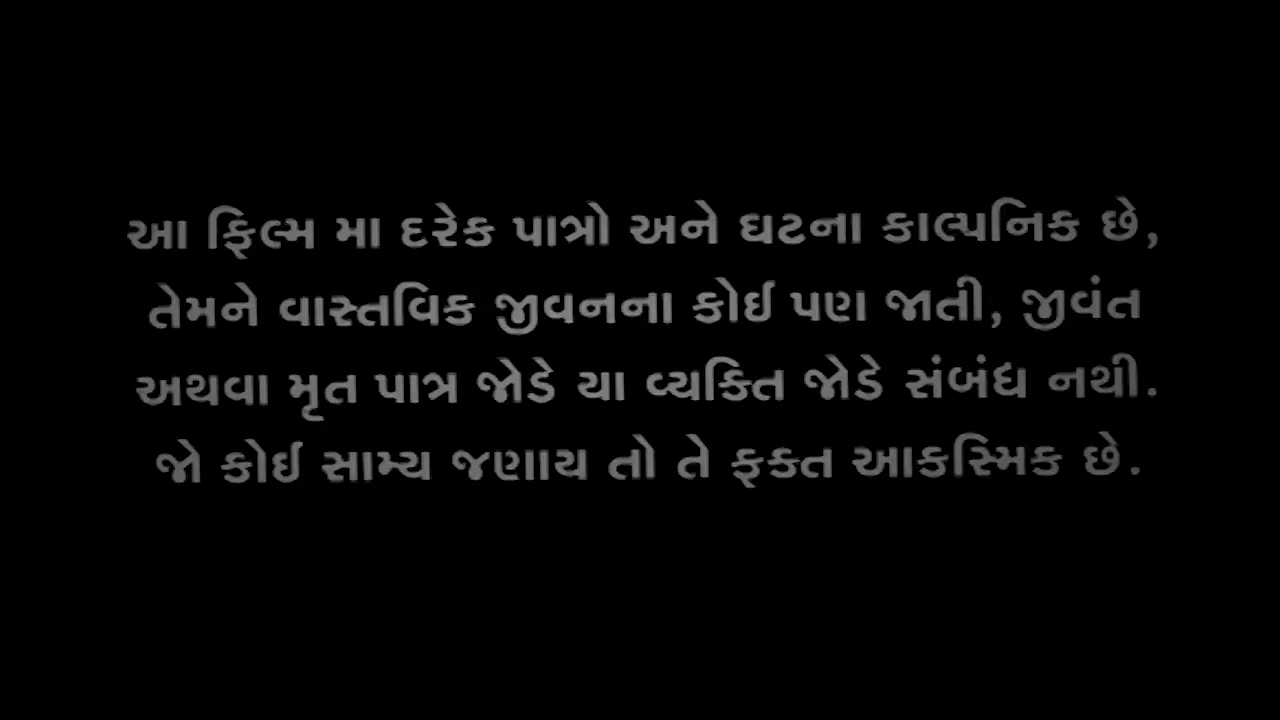 આ ફિલ્મ મા દરેક પાત્રો અને ઘટના કાલ્પનિક છે,
તેમને વાસ્તવિક જીવનના કોઈ પણ જાતી, જીવંત
અથવા મૃત પાત્ર જોડે યા વ્યક્તિ જોડે સંબંધ નથી.
જો કોઈ સામ્ય જણાય તો તે ફક્ત આકસ્મિક છે.